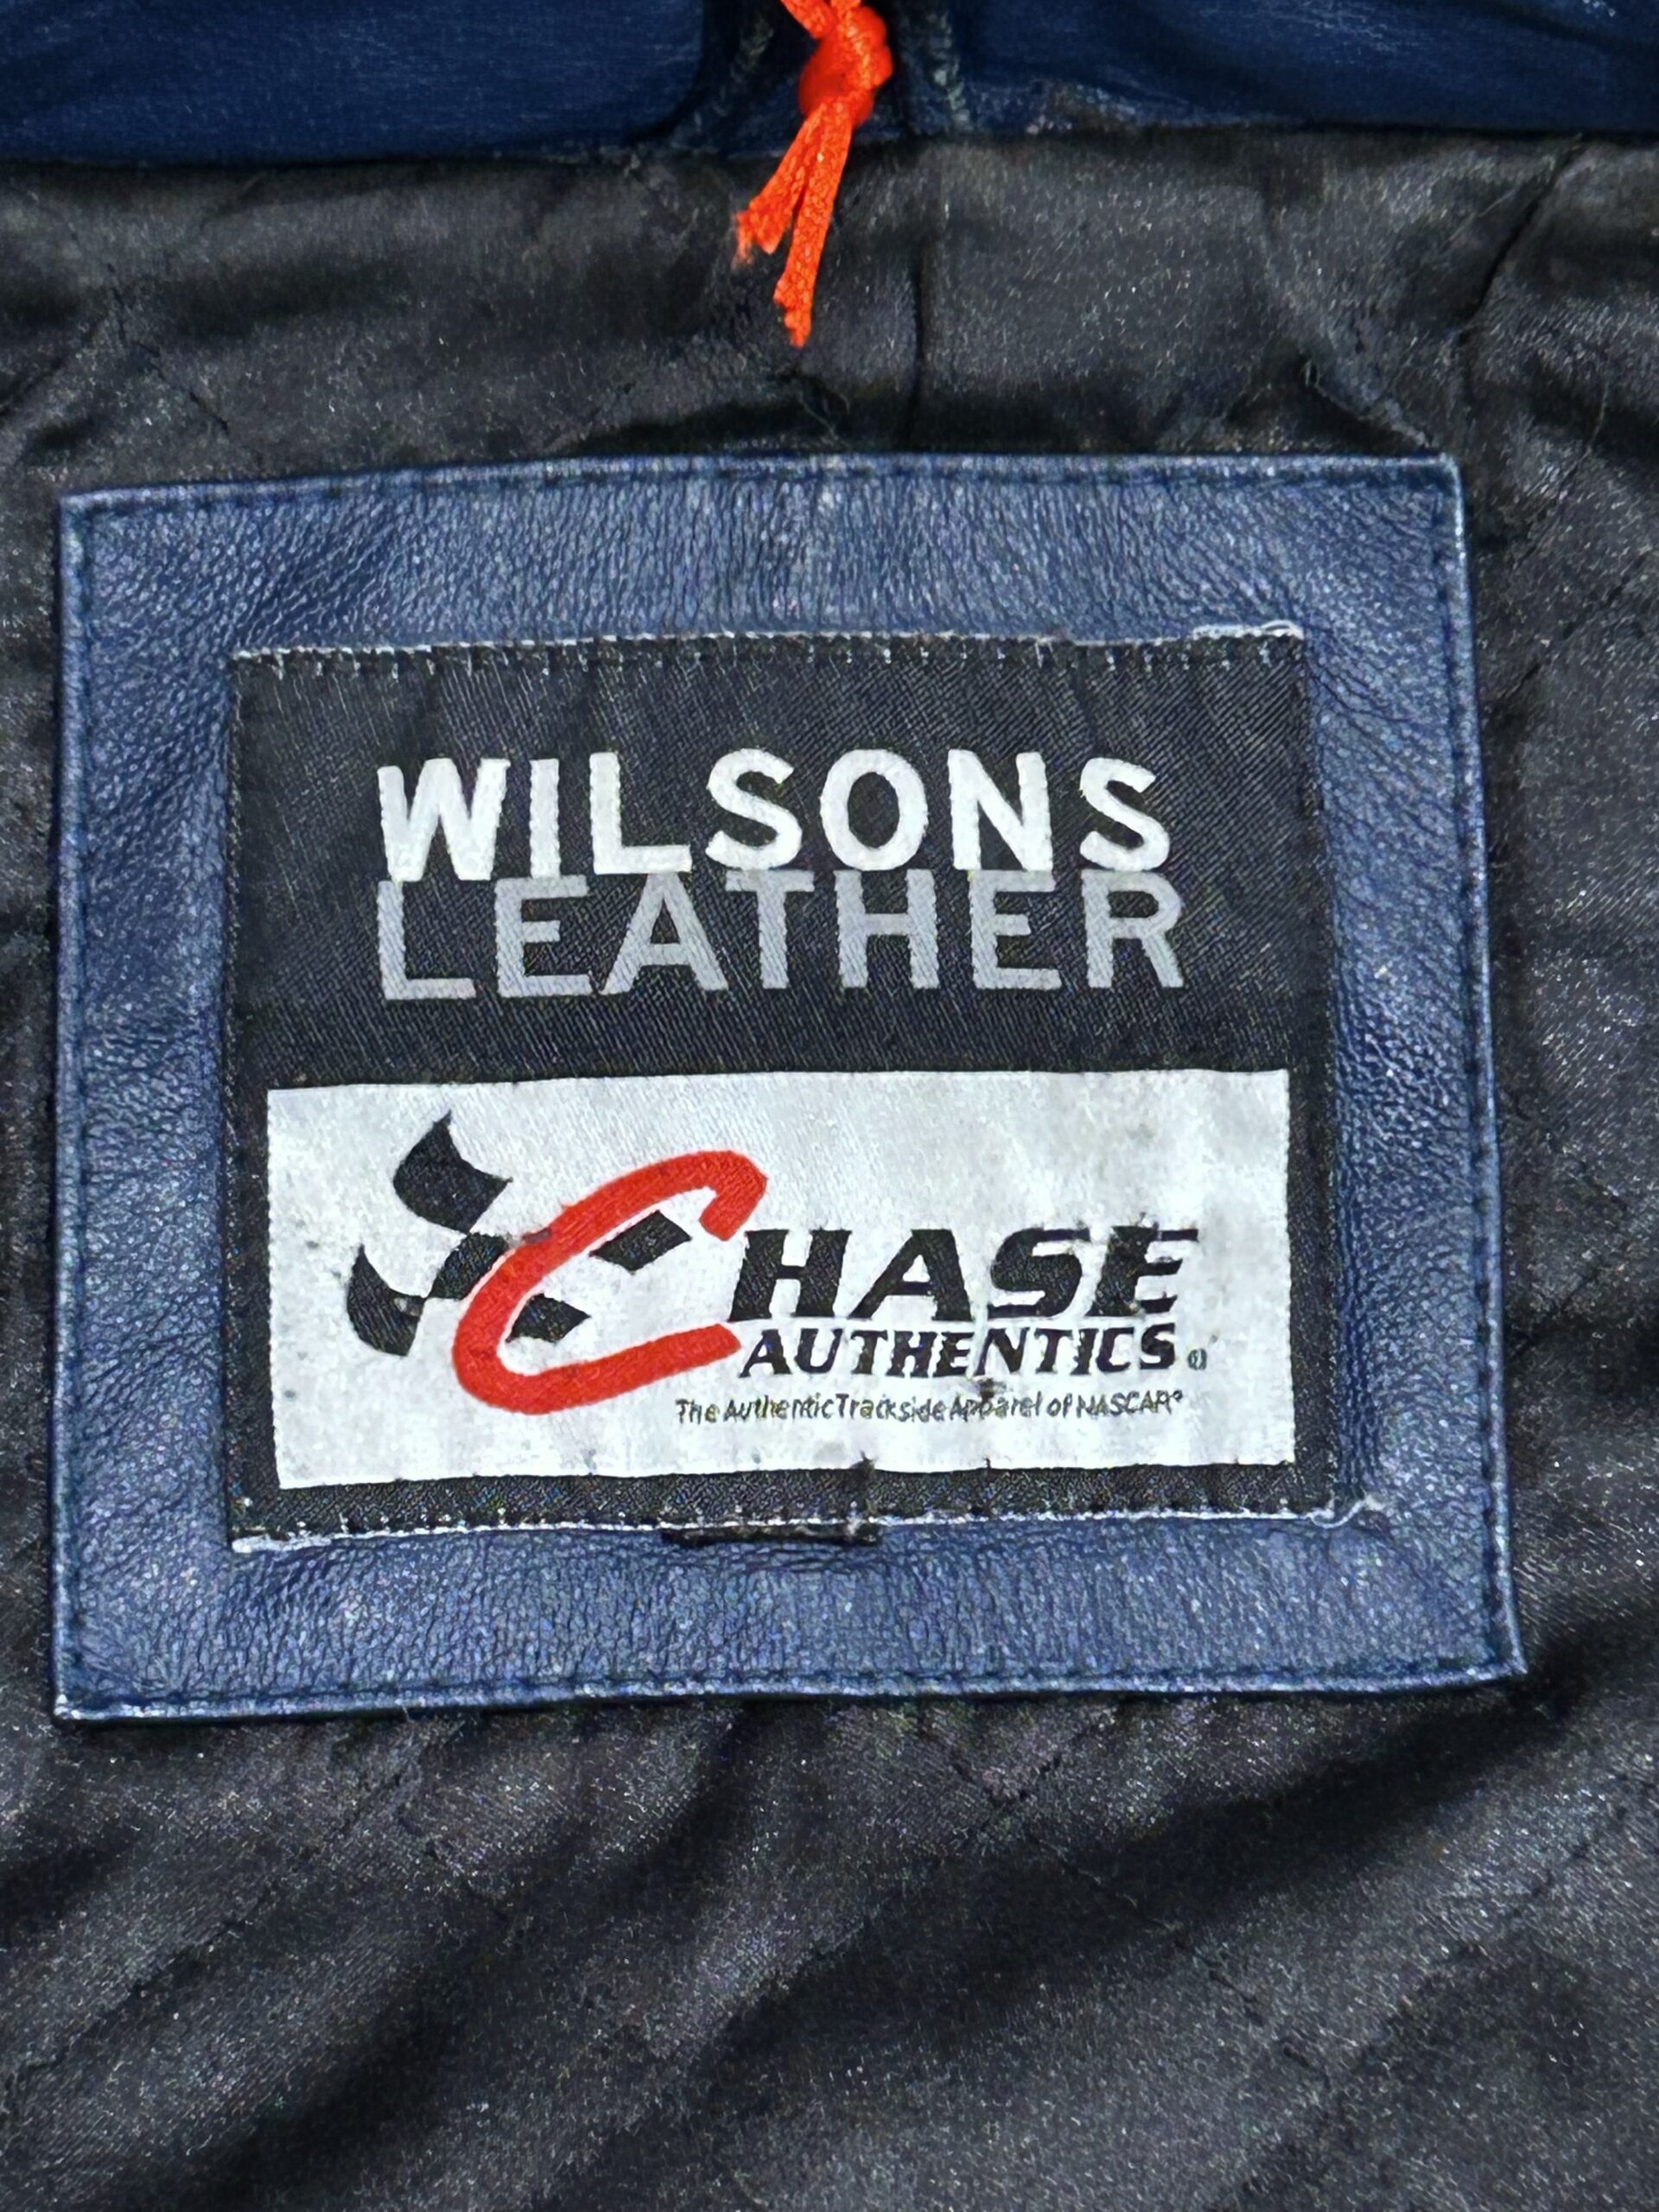 WILSONS
LEATHER
CHASE
AUTHENTICS®
The Authentic Trackside Apparel of NASCAR®